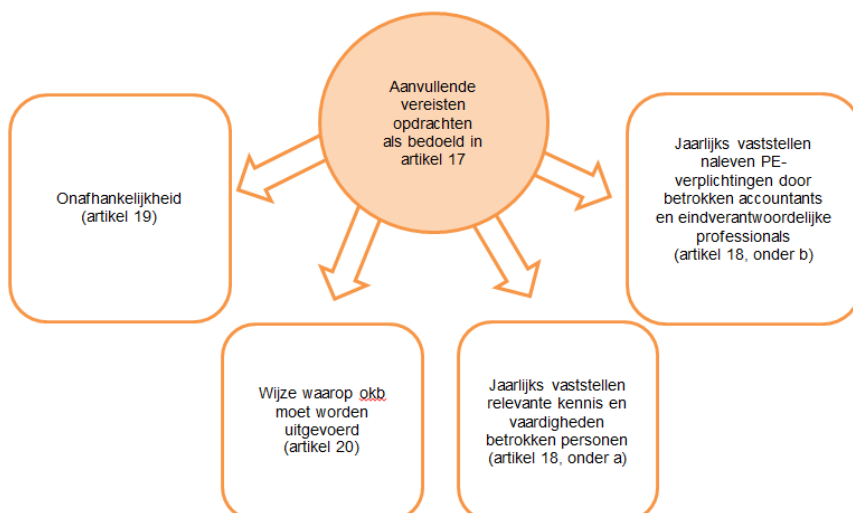 Aanvullende
vereisten
opdrachten
als bedoeld in
artikel 17
Onafhankelijkheid
(artikel 19)
Wijze waarop okb
moet worden
uitgevoerd
(artikel 20)
Jaarlijks vaststellen
relevante kennis en
vaardigheden
betrokken personen
(artikel 18, onder a)
Jaarlijks vaststellen
naleven PE-
verplichtingen door
betrokken accountants
en eindverantwoordelijke
professionals
(artikel 18, onder b)